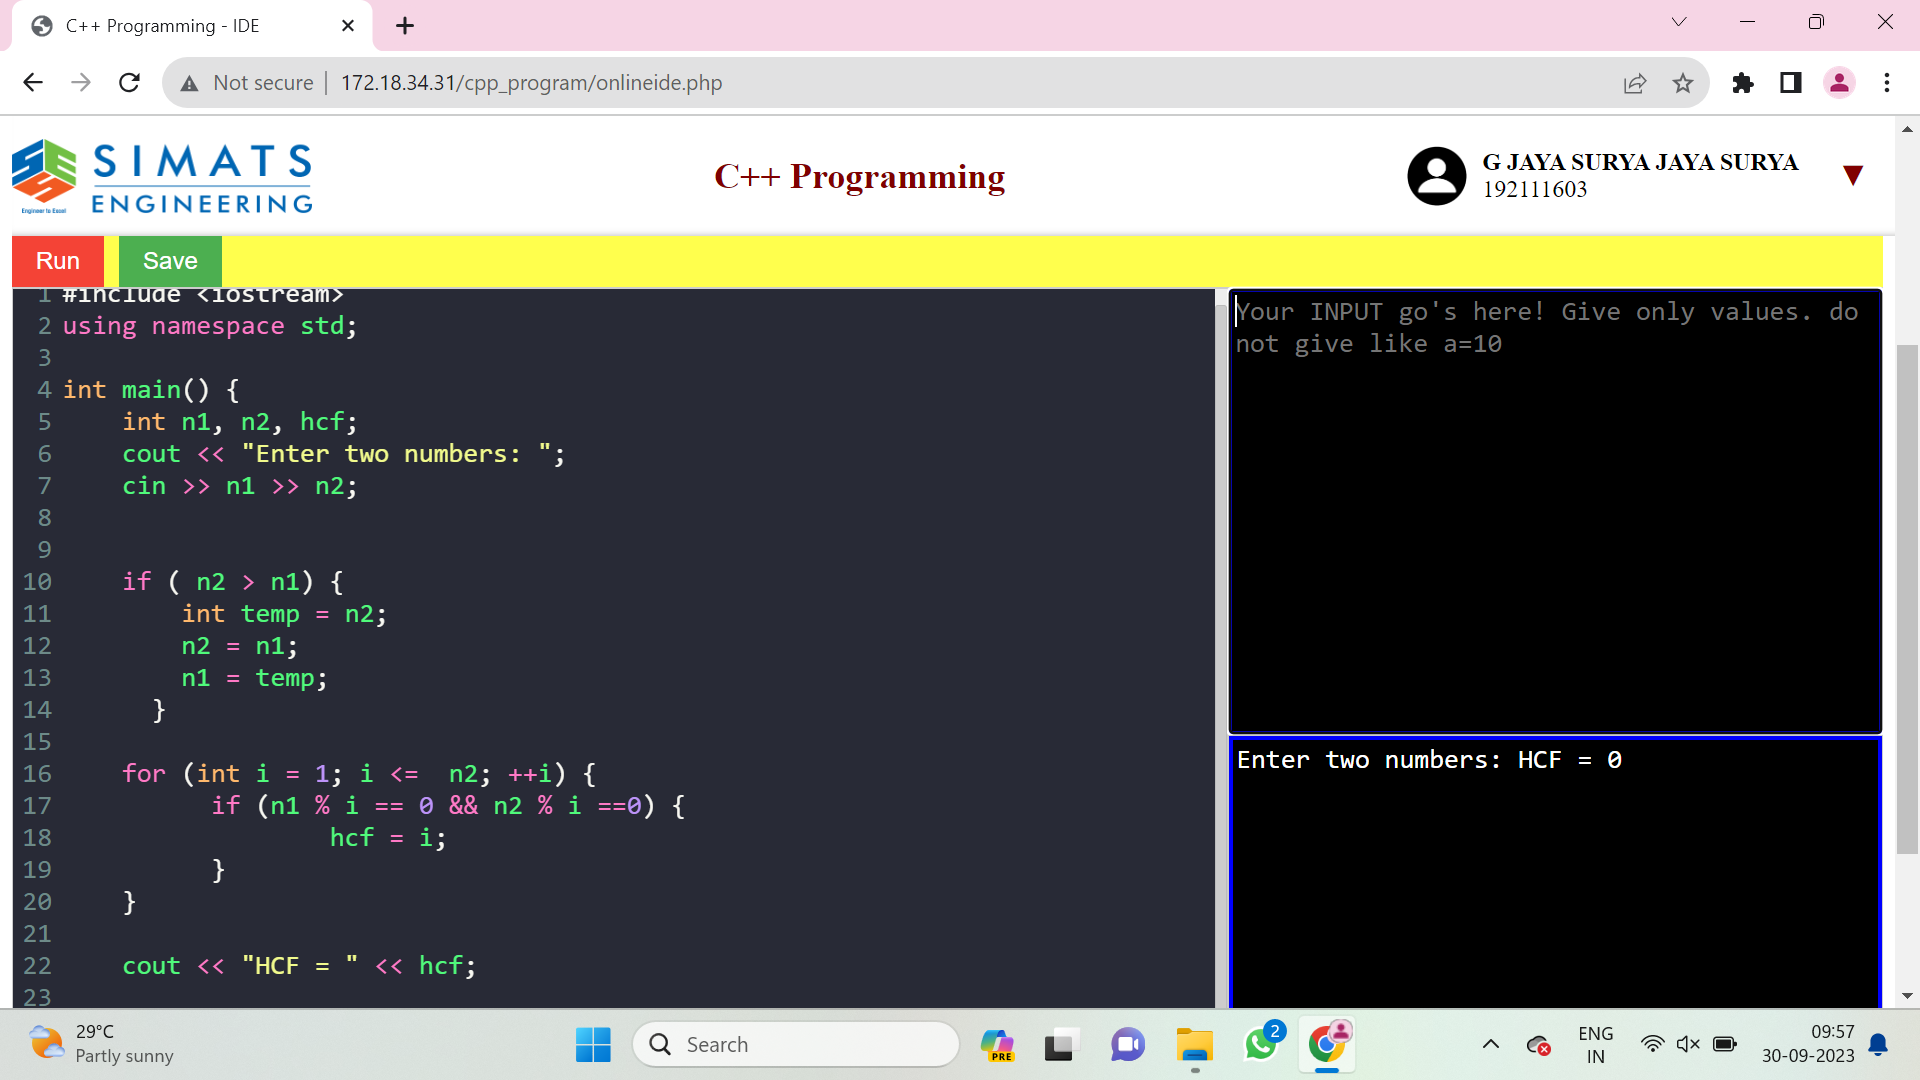 C++ Programming - IDE
Not secure | 172.18.34.31/cpp_program/onlineide.php
SIMATS
ENGINEERING
Engineer to Excel
C++ Programming
G JAYA SURYA JAYA SURYA
192111603
Run
Save
1 #include <iostream>
2 using namespace std;
3
4 int main() {
5     int n1, n2, hcf;
6     cout << "Enter two numbers: ";
7     cin >> n1 >> n2;
8
9
10     if ( n2 > n1) {
11         int temp = n2;
12         n2 = n1;
13         n1 = temp;
14       }
15
16     for (int i = 1; i <=  n2; ++i) {
17           if (n1 % i == 0 && n2 % i ==0) {
18                   hcf = i;
19           }
20     }
21
22     cout << "HCF = " << hcf;
23
Your INPUT go's here! Give only values. do
not give like a=10
Enter two numbers: HCF = 0
29°C
Partly sunny
Search
PRE
2
ENG
IN
09:57
30-09-2023